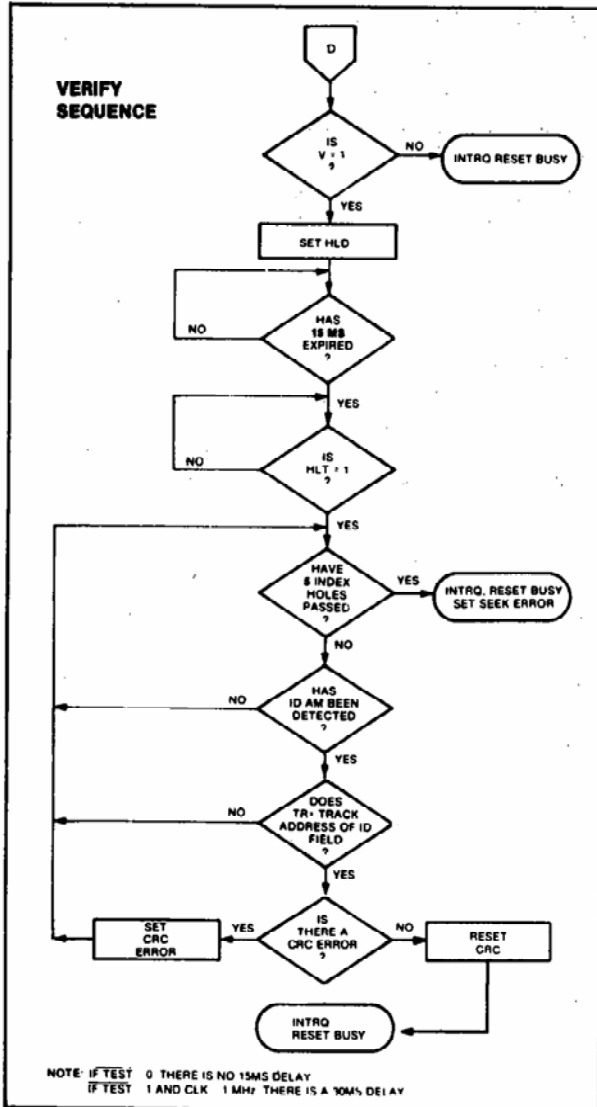 D
VERIFY
SEQUENCE
IS
V = 1
?
NO
INTRQ RESET BUSY
YES
SET HLD
NO
HAS
15 MS
EXPIRED
?
YES
NO
IS
HLT = 1
?
YES
HAVE
5 INDEX
HOLES
PASSED
?
YES
INTRQ, RESET BUSY
SET SEEK ERROR
NO
NO
HAS
ID AM BEEN
DETECTED
?
YES
NO
DOES
TR= TRACK
ADDRESS OF ID
FIELD
?
YES
SET
CRC
ERROR
YES
IS
THERE A
CRC ERROR
?
NO
RESET
CRC
INTRQ
RESET BUSY
NOTE: IF TEST 0 THERE IS NO 15MS DELAY
IF TEST 1 AND CLK 1 MHz THERE IS A 30MS DELAY